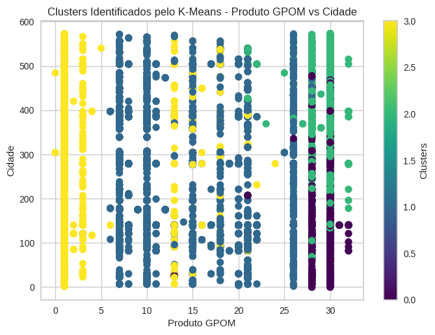 Clusters Identificados pelo K-Means - Produto GPOM vs Cidade
600
500
400
300
200
100
0
Cidade
0 5 10 15 20 25 30
Produto GPOM
3.0
2.5
2.0
1.5
1.0
0.5
0.0
Clusters